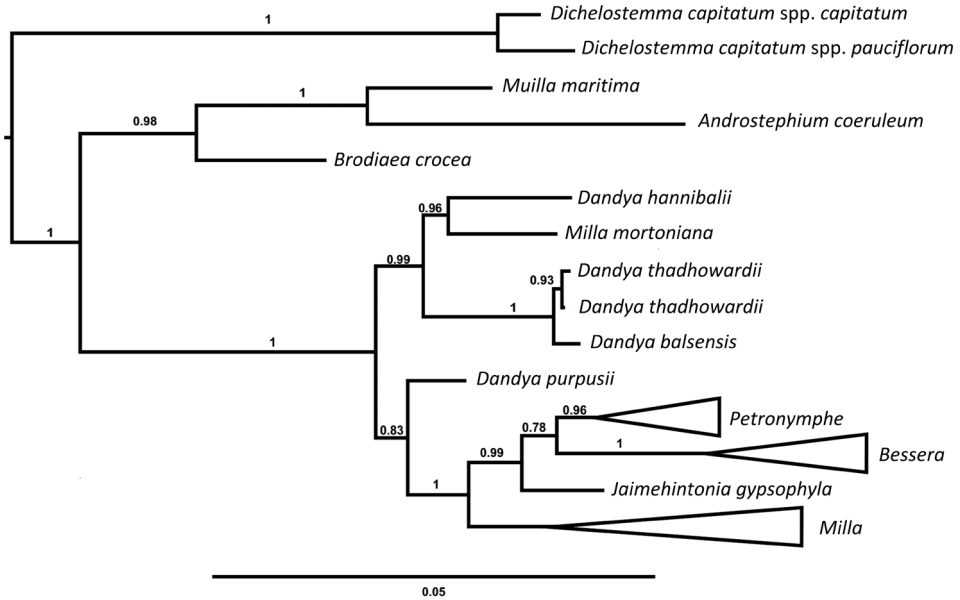 Dichelostemma capitatum spp. capitatum
1
Dichelostemma capitatum spp. pauciflorum
Muilla maritima
1
Androstephium coeruleum
0.98
Brodiaea crocea
Dandya hannibalii
0.96
Milla mortoniana
1
0.99
Dandya thadhowardii
0.93
Dandya thadhowardii
1
Dandya balsensis
1
Dandya purpusii
0.96
Petronymphe
0.83
0.78
1
Bessera
0.99
1
Jaimehintonia gypsophyla
Milla
0.05